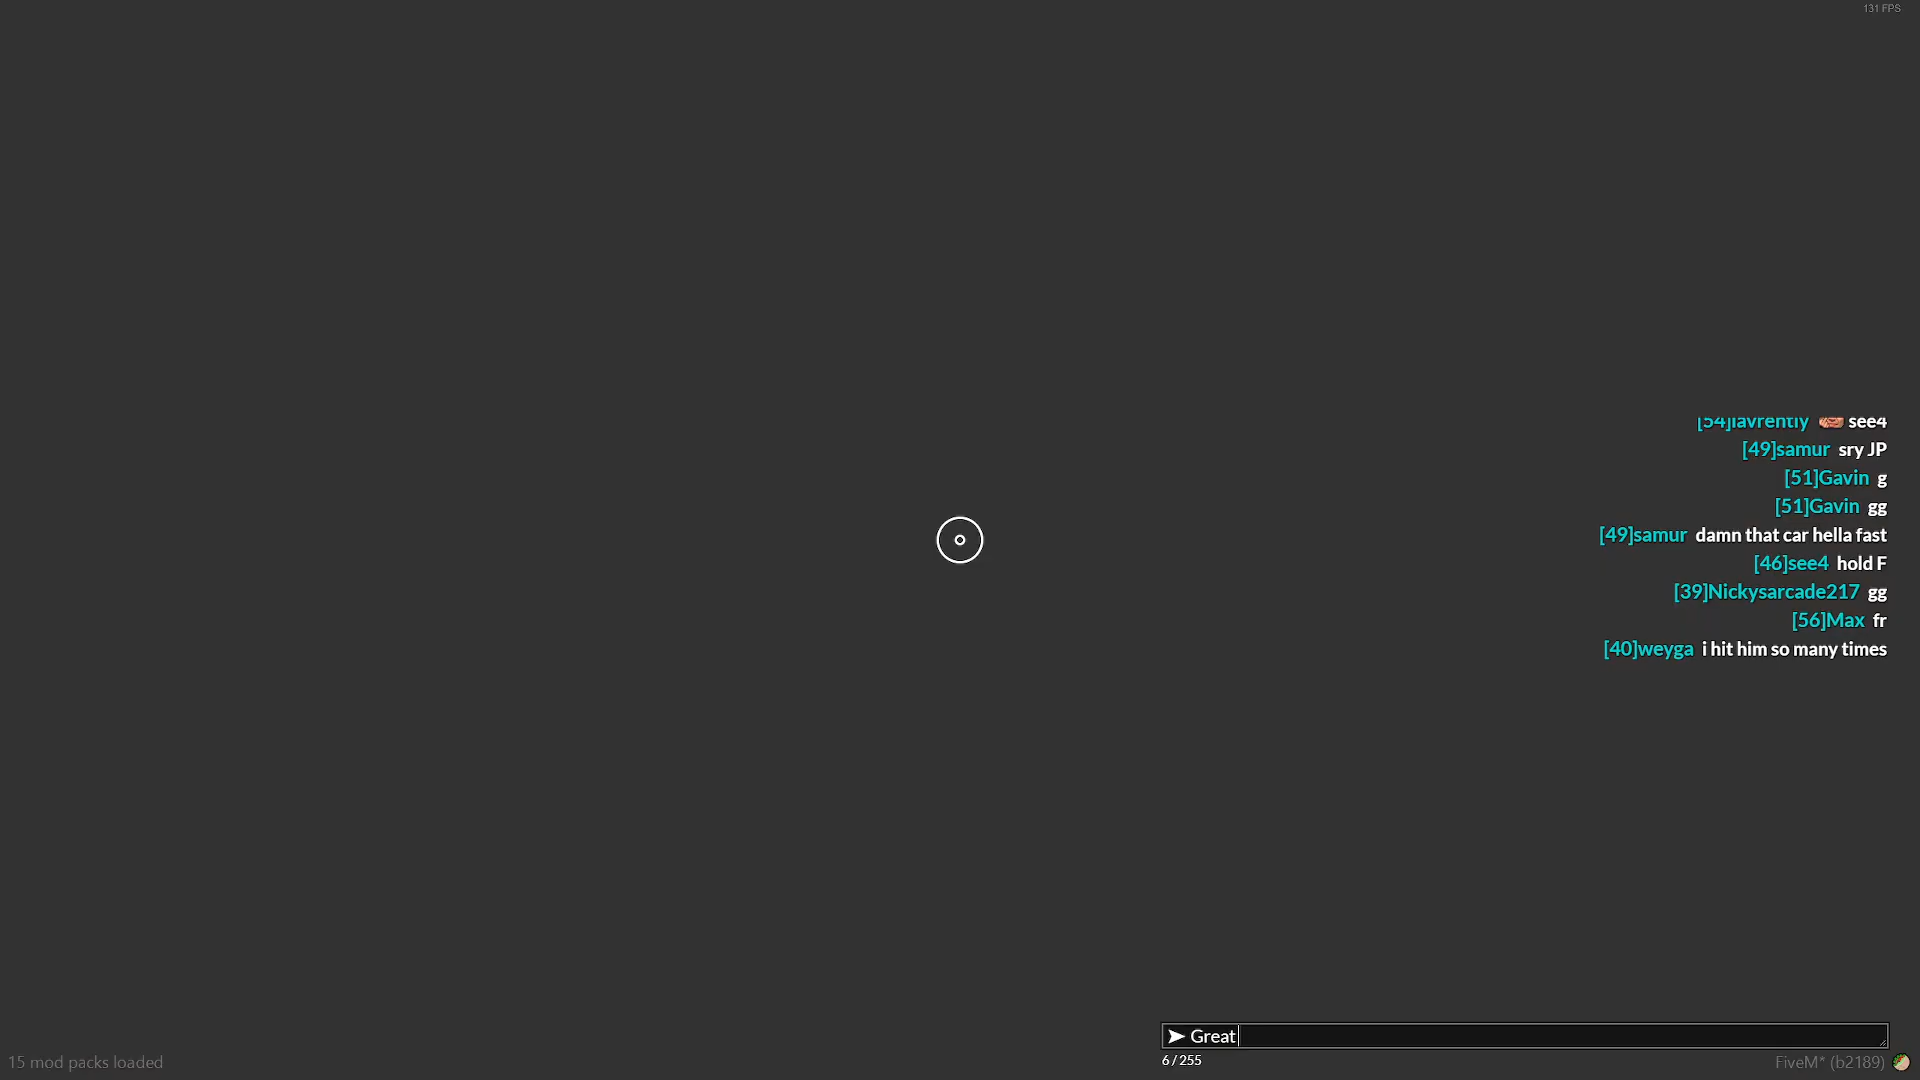 131 FPS
[54]lavrentiy see4
[49]samur sry JP
[51]Gavin g
[51]Gavin gg
[49]samur damn that car hella fast
[46]see4 hold F
[39]Nickysarcade217 gg
[56]Max fr
[40]weyga i hit him so many times
➤ Great
6 / 255
15 mod packs loaded
FiveM* (b2189)